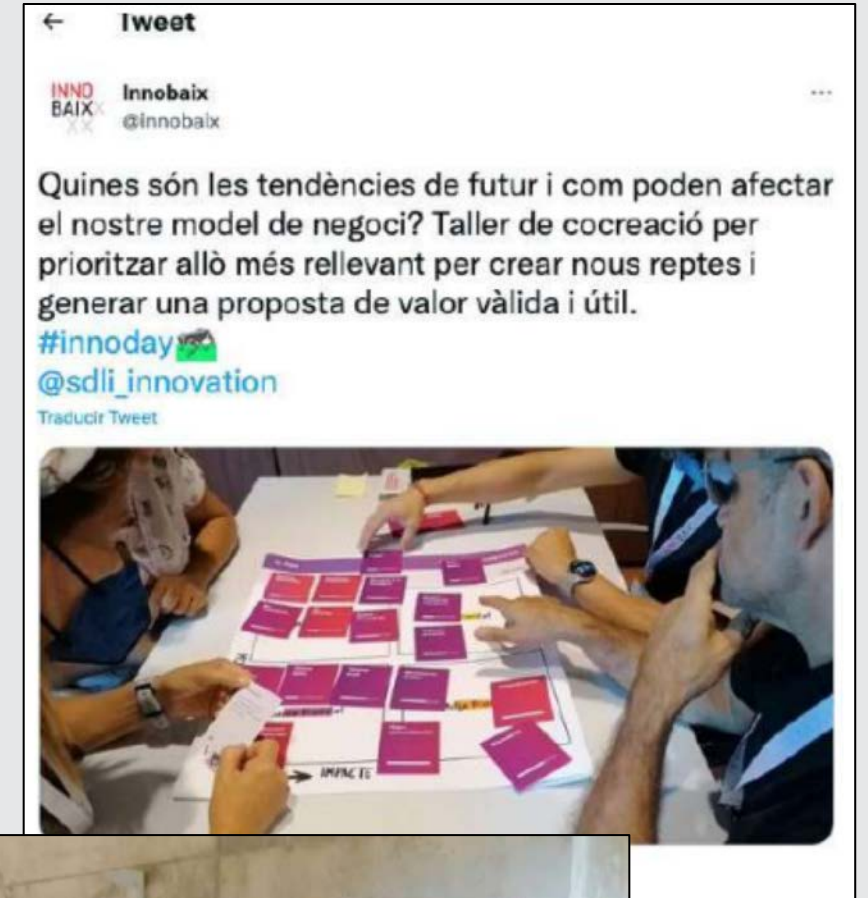 Tweet
INNO
BAIX
XX
Innobaix
@innobaix
Quines són les tendències de futur i com poden afectar
el nostre model de negoci? Taller de cocreació per
prioritzar allò més rellevant per crear nous reptes i
generar una proposta de valor vàlida i útil.
#innoday
@sdli_innovation
Traducir Tweet
IMPACTE